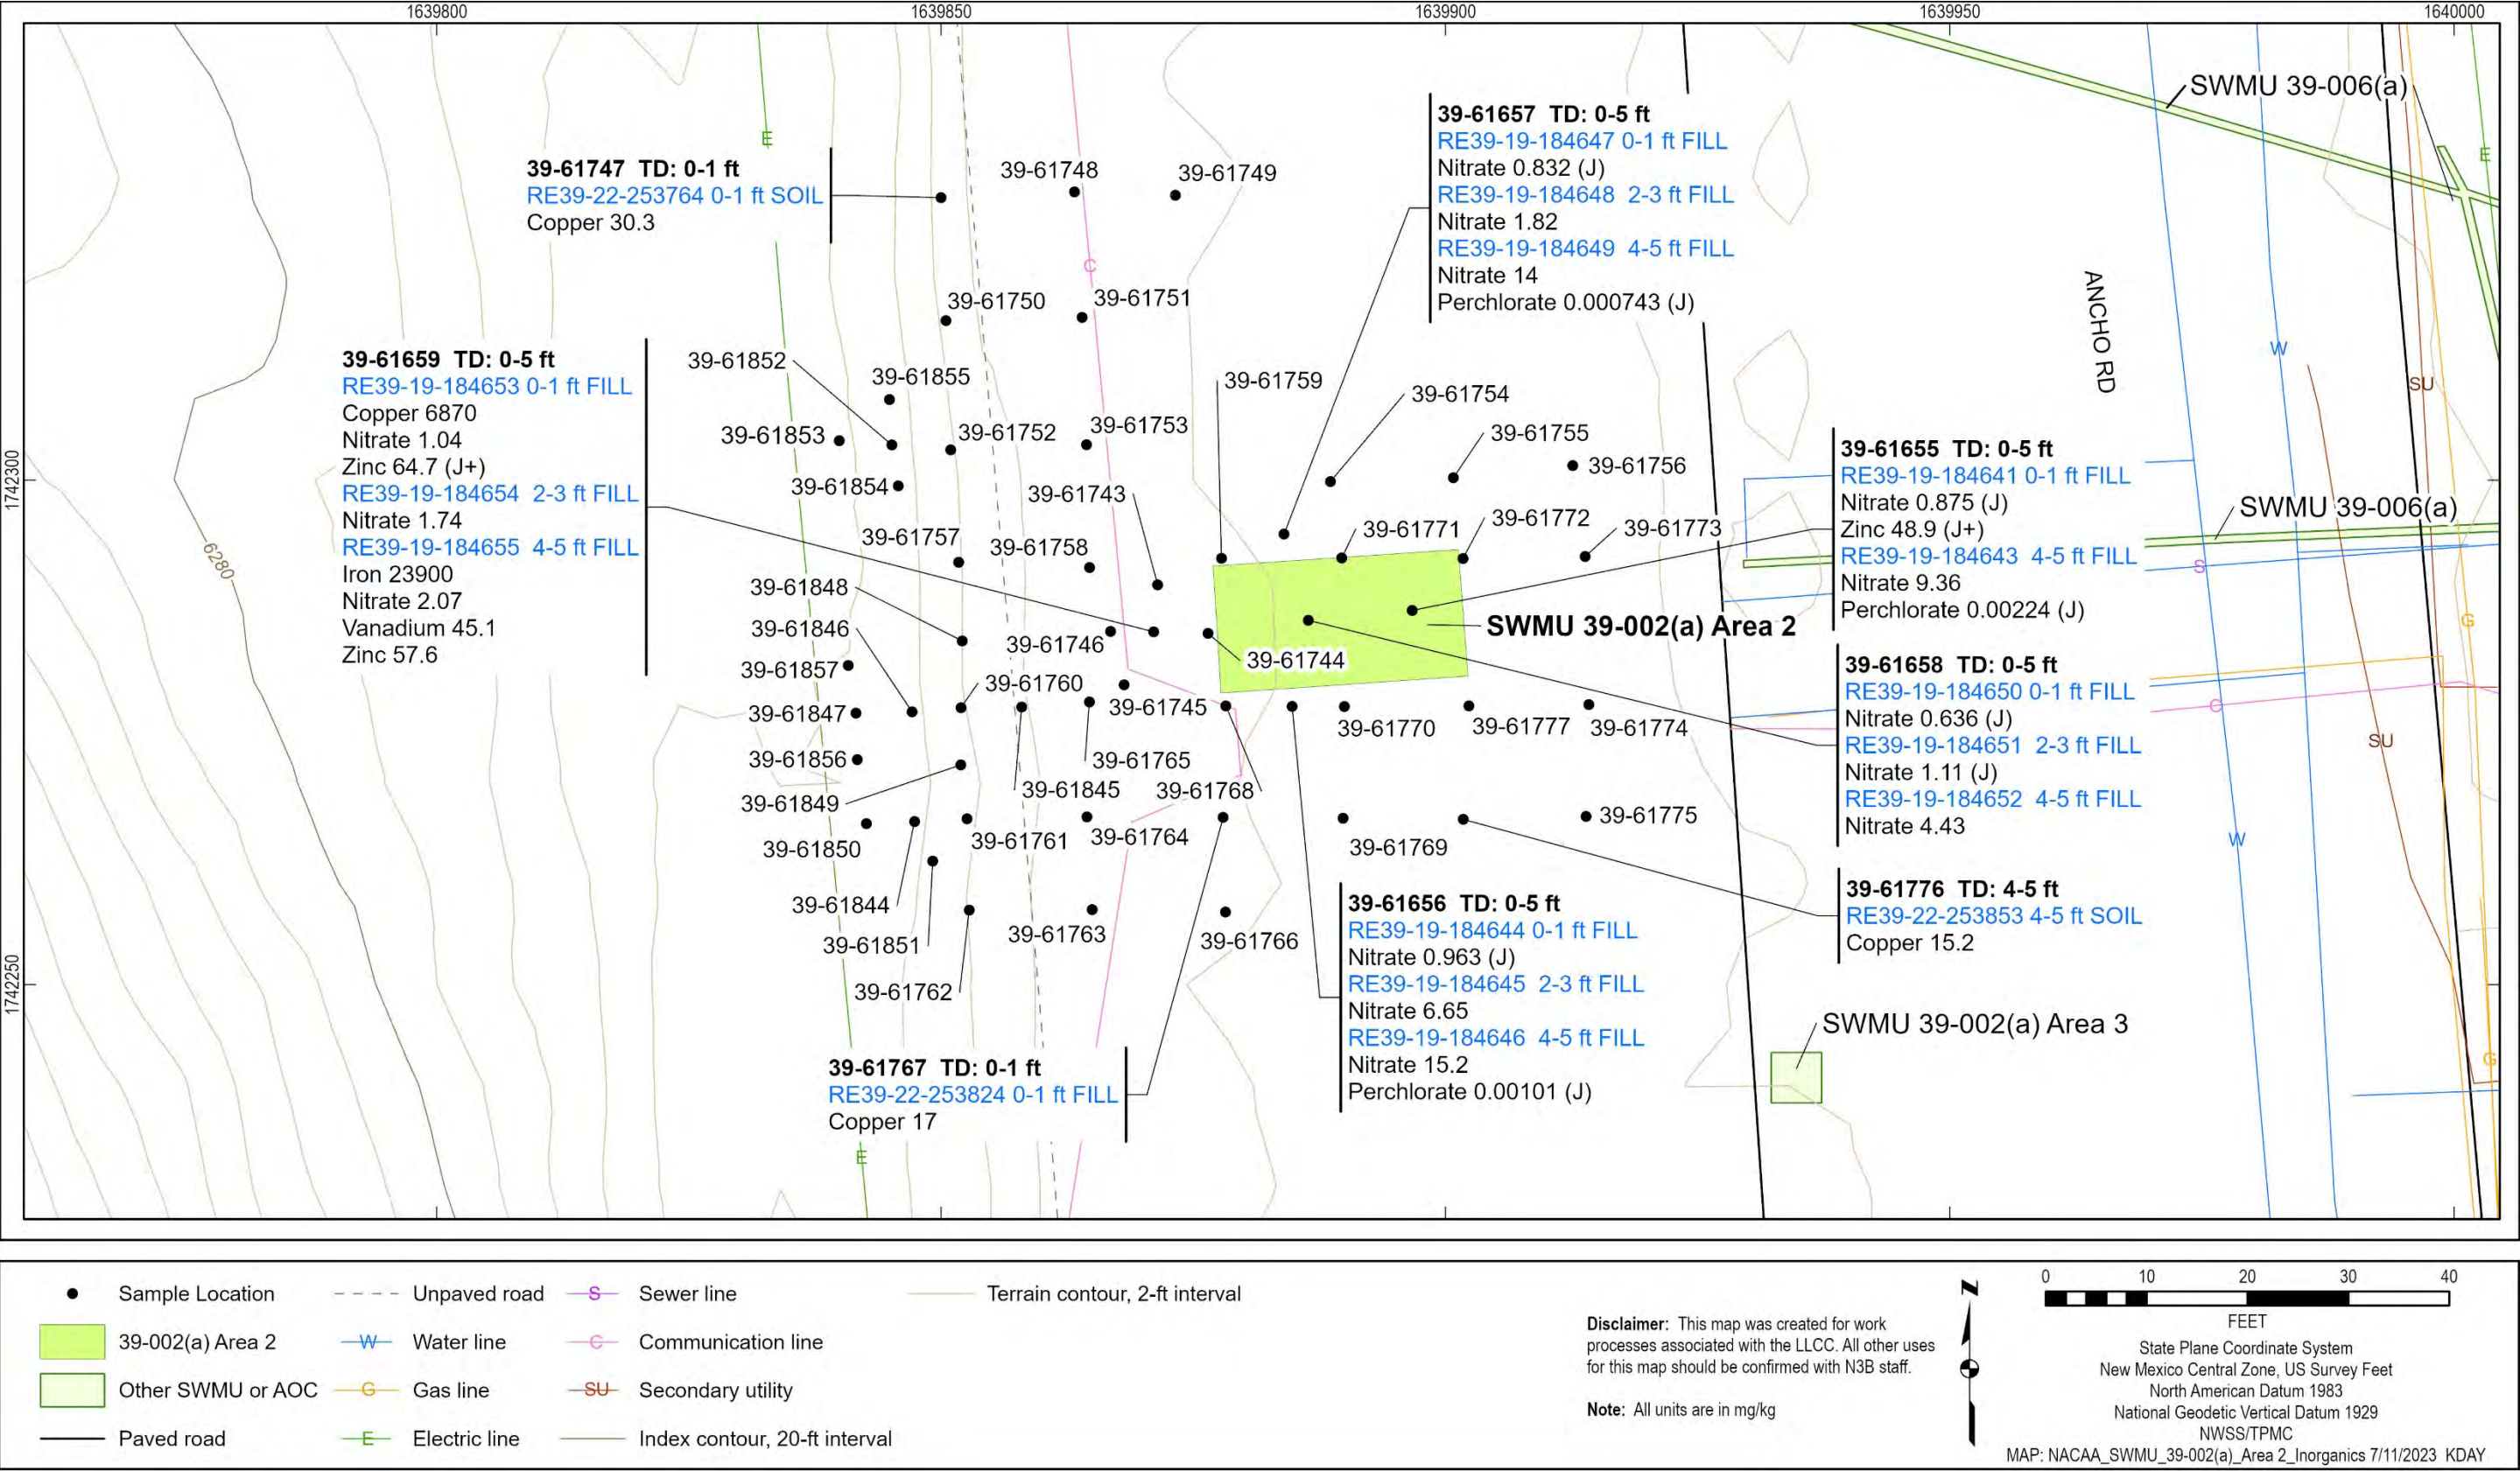 1639800
1639850
1639900
1639950
1640000
1742300
1742250
SWMU 39-006(a)
E
E
39-61747 TD: 0-1 ft
RE39-22-253764 0-1 ft SOIL
Copper 30.3
39-61748
39-61749
39-61657 TD: 0-5 ft
RE39-19-184647 0-1 ft FILL
Nitrate 0.832 (J)
RE39-19-184648 2-3 ft FILL
Nitrate 1.82
RE39-19-184649 4-5 ft FILL
Nitrate 14
Perchlorate 0.000743 (J)
C
39-61750
39-61751
ANCHO RD
W
SU
39-61659 TD: 0-5 ft
RE39-19-184653 0-1 ft FILL
Copper 6870
Nitrate 1.04
Zinc 64.7 (J+)
RE39-19-184654 2-3 ft FILL
Nitrate 1.74
RE39-19-184655 4-5 ft FILL
Iron 23900
Nitrate 2.07
Vanadium 45.1
Zinc 57.6
6280
39-61852
39-61855
39-61853
39-61752
39-61753
39-61854
39-61743
39-61757
39-61758
39-61759
39-61754
39-61755
39-61756
39-61771
39-61772
39-61773
39-61655 TD: 0-5 ft
RE39-19-184641 0-1 ft FILL
Nitrate 0.875 (J)
Zinc 48.9 (J+)
RE39-19-184643 4-5 ft FILL
Nitrate 9.36
Perchlorate 0.00224 (J)
SWMU 39-006(a)
S
G
39-61848
39-61846
39-61746
39-61857
39-61744
SWMU 39-002(a) Area 2
39-61760
39-61847
39-61745
39-61770
39-61777
39-61774
39-61658 TD: 0-5 ft
RE39-19-184650 0-1 ft FILL
Nitrate 0.636 (J)
RE39-19-184651 2-3 ft FILL
Nitrate 1.11 (J)
RE39-19-184652 4-5 ft FILL
Nitrate 4.43
C
SU
W
39-61856
39-61765
39-61849
39-61845
39-61768
39-61850
39-61761
39-61764
39-61769
39-61775
39-61844
39-61851
39-61763
39-61766
39-61762
39-61776 TD: 4-5 ft
RE39-22-253853 4-5 ft SOIL
Copper 15.2
39-61656 TD: 0-5 ft
RE39-19-184644 0-1 ft FILL
Nitrate 0.963 (J)
RE39-19-184645 2-3 ft FILL
Nitrate 6.65
RE39-19-184646 4-5 ft FILL
Nitrate 15.2
Perchlorate 0.00101 (J)
39-61767 TD: 0-1 ft
RE39-22-253824 0-1 ft FILL
Copper 17
SWMU 39-002(a) Area 3
G
E
Sample Location
39-002(a) Area 2
Other SWMU or AOC
Paved road
Unpaved road
W Water line
G Gas line
E Electric line
S Sewer line
C Communication line
SU Secondary utility
Index contour, 20-ft interval
Terrain contour, 2-ft interval
Disclaimer: This map was created for work
processes associated with the LLCC. All other uses
for this map should be confirmed with N3B staff.
Note: All units are in mg/kg
N
0 10 20 30 40
FEET
State Plane Coordinate System
New Mexico Central Zone, US Survey Feet
North American Datum 1983
National Geodetic Vertical Datum 1929
NWSS/TPMC
MAP: NACAA_SWMU_39-002(a)_Area 2_Inorganics 7/11/2023 KDAY